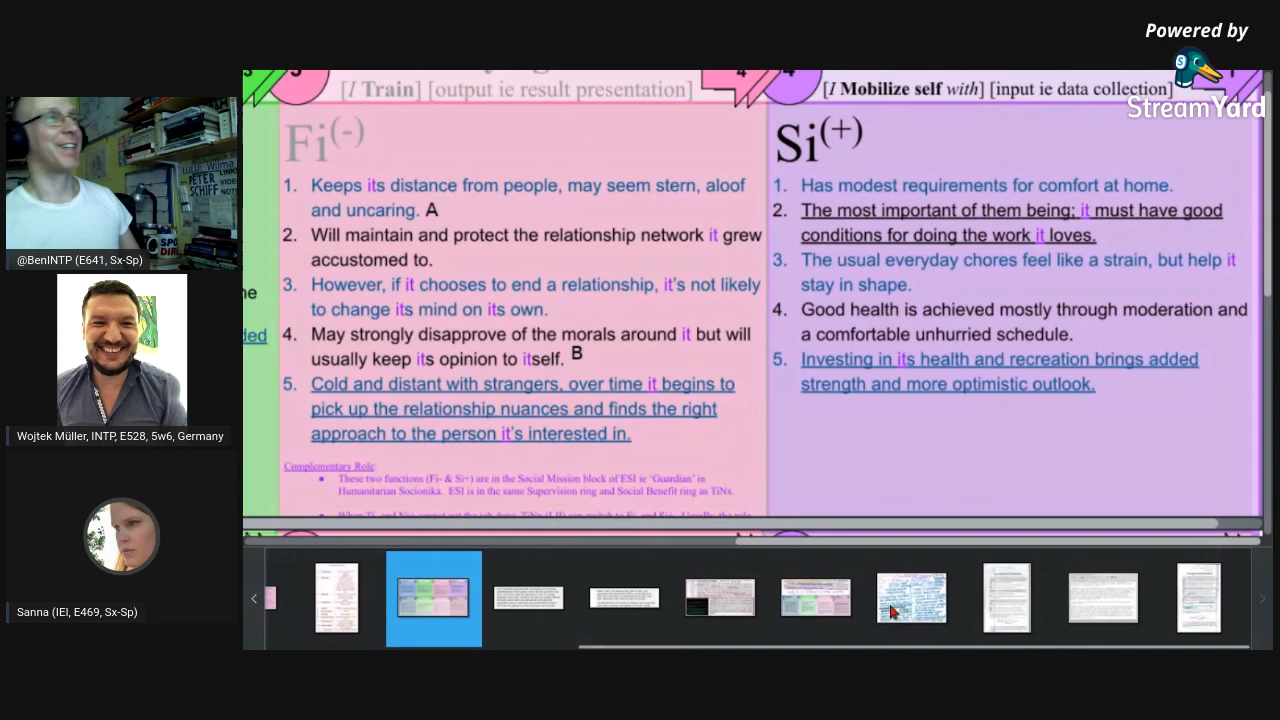 Powered by
StreamYard
[I Train] [output ie result presentation]
4
[I Mobilize self with] [input ie data collection]
Fi(-)
1. Keeps its distance from people, may seem stern, aloof
and uncaring. A
2. Will maintain and protect the relationship network it grew
accustomed to.
3. However, if it chooses to end a relationship, it's not likely
to change its mind on its own.
4. May strongly disapprove of the morals around it but will
usually keep its opinion to itself. B
5. Cold and distant with strangers, over time it begins to
pick up the relationship nuances and finds the right
approach to the person it's interested in.
Complementary Role:
• These two functions (Fi- & Si+) are in the Social Mission block of ESI ie 'Guardian' in
Humanitarian Socionika. ESI is in the same Supervision ring and Social Benefit ring as TiNx.
Si(+)
1. Has modest requirements for comfort at home.
2. The most important of them being; it must have good
conditions for doing the work it loves.
3. The usual everyday chores feel like a strain, but help it
stay in shape.
4. Good health is achieved mostly through moderation and
a comfortable unhurried schedule.
5. Investing in its health and recreation brings added
strength and more optimistic outlook.
ne
ded
PETER
SCHIFF
@BenINTP (E641, Sx-Sp)
Wojtek Müller, INTP, E528, 5w6, Germany
Sanna (IEI, E469, Sx-Sp)